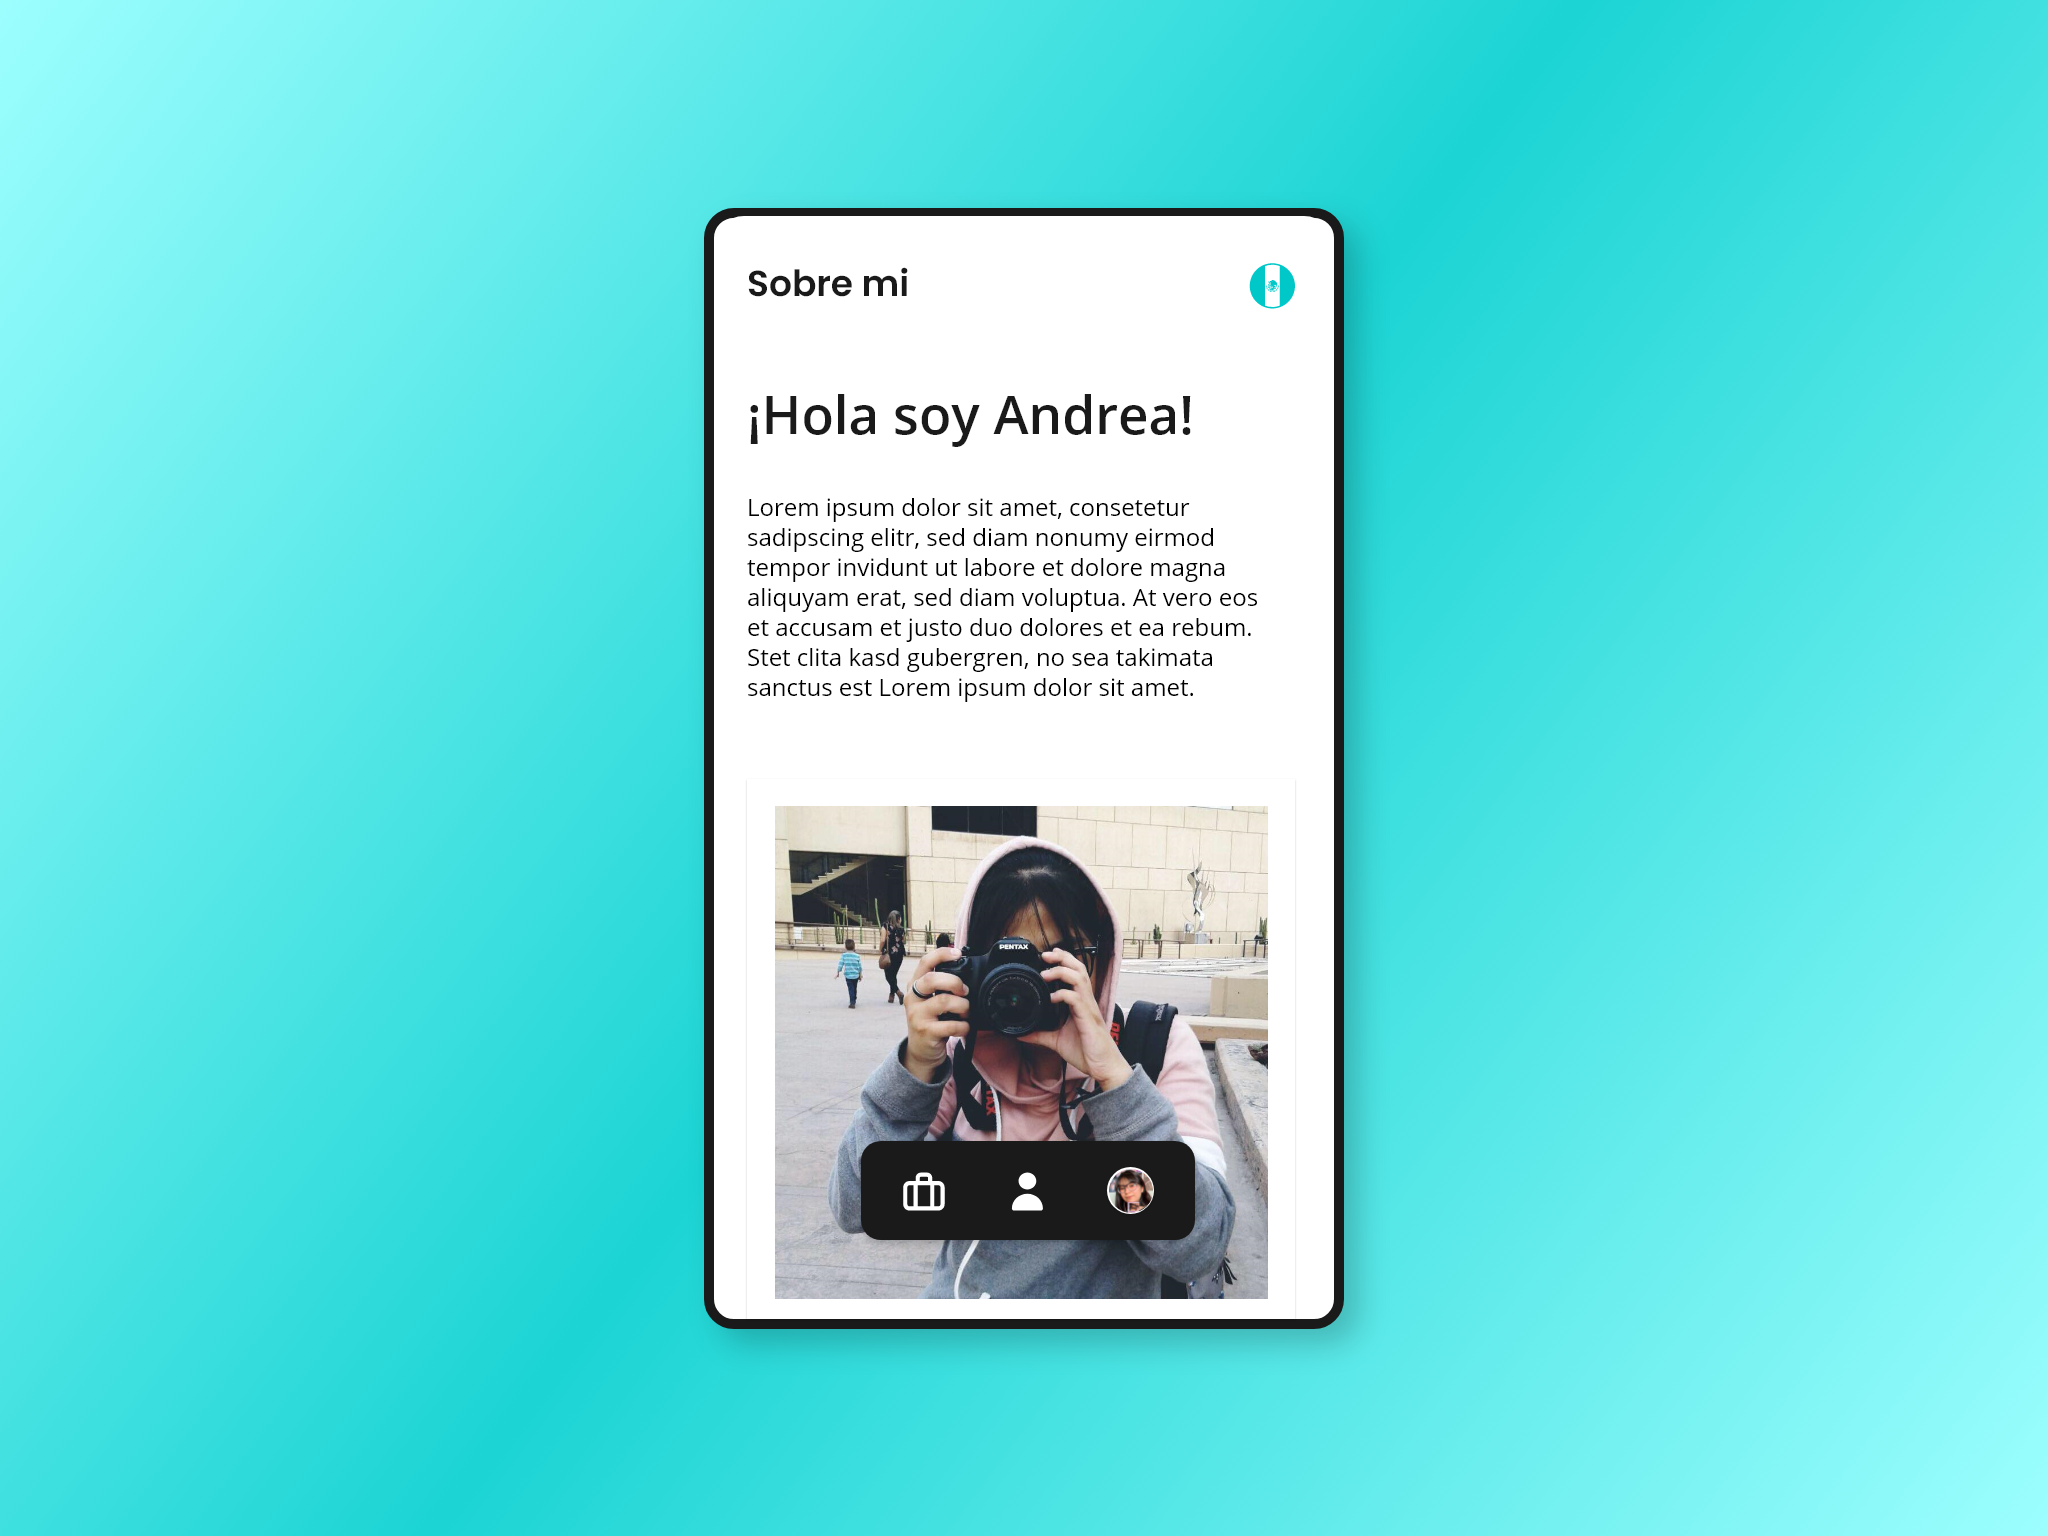 Sobre mi
¡Hola soy Andrea!
Lorem ipsum dolor sit amet, consetetur
sadipscing elitr, sed diam nonumy eirmod
tempor invidunt ut labore et dolore magna
aliquyam erat, sed diam voluptua. At vero eos
et accusam et justo duo dolores et ea rebum.
Stet clita kasd gubergren, no sea takimata
sanctus est Lorem ipsum dolor sit amet.
PENTAX